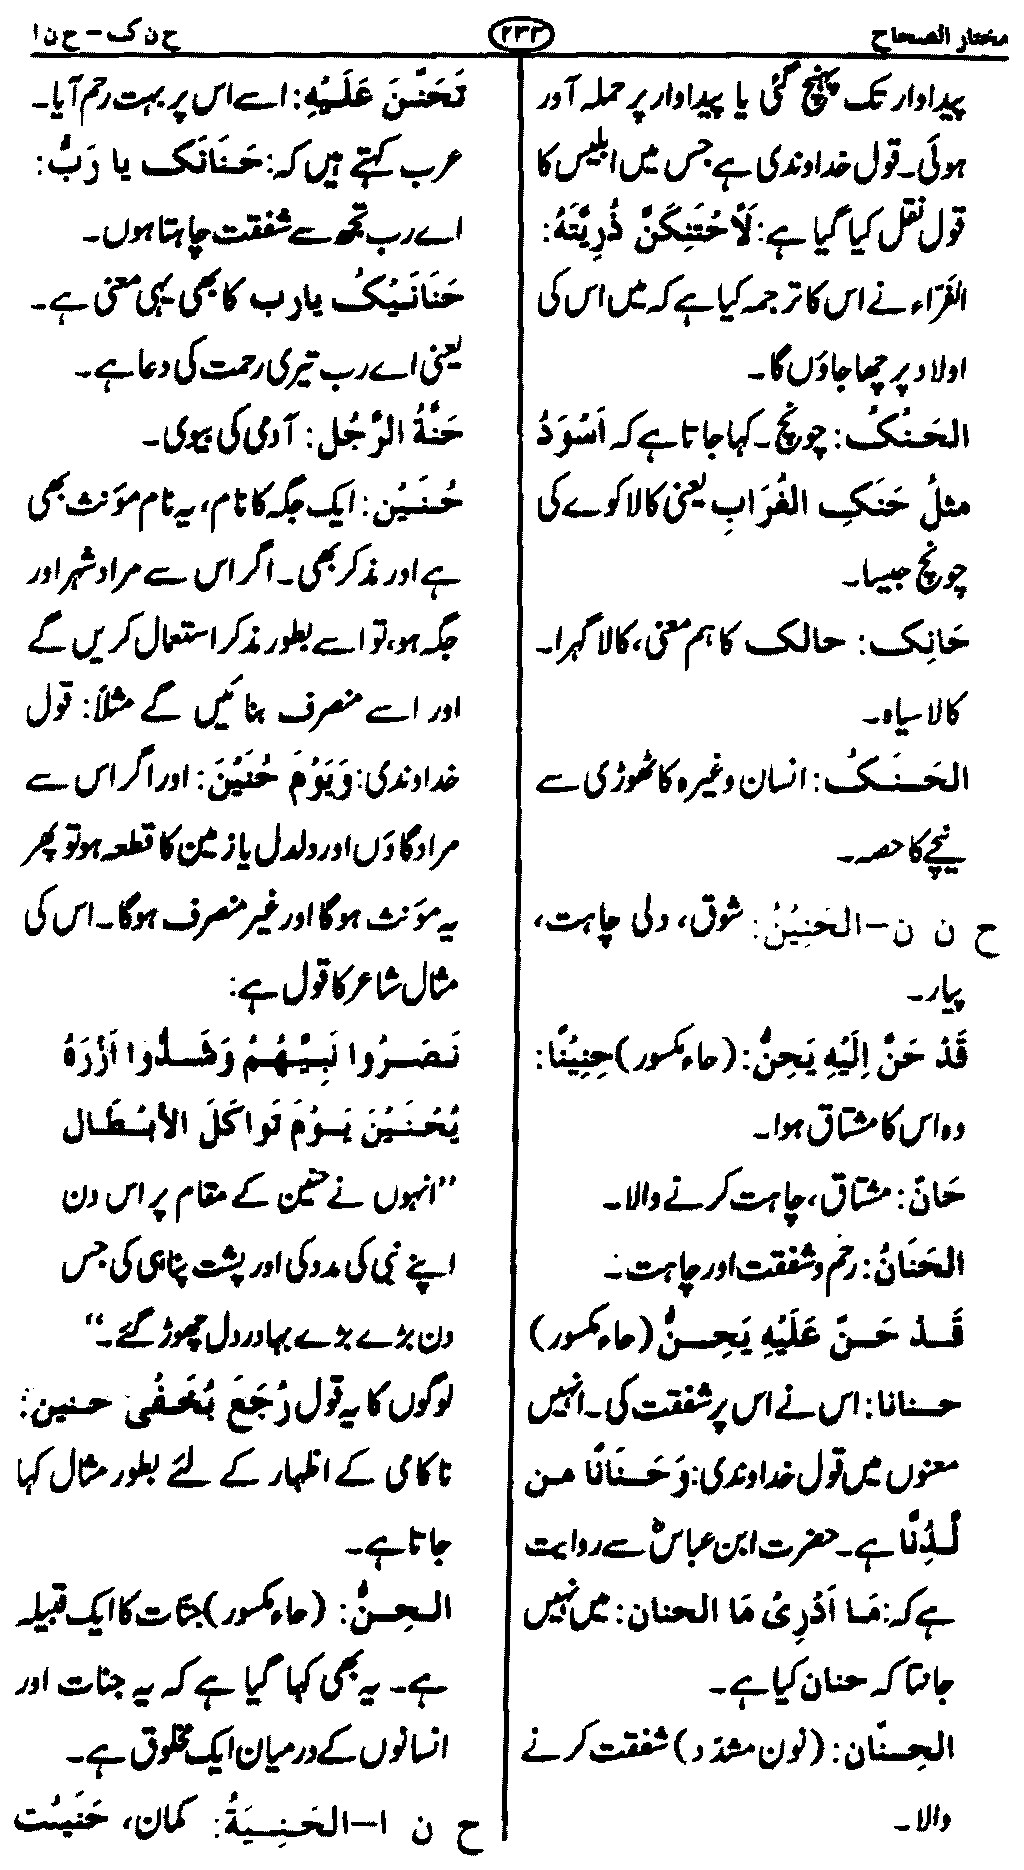 مختار الصحاح
۲۳۳
ح ن ک – ح ن ا
پیداوار تک پہنچ گئی یا پیداوار پر حملہ آور
ہوئی۔ قول خداوندی ہے جس میں ابلیس کا
قول نقل کیا گیا ہے: لَاَحْتَنِكَنَّ ذُرِيَّتَهُ:
الفرّاء نے اس کا ترجمہ کیا ہے کہ میں اس کی
اولاد پر چھا جاؤں گا۔
الحَنَکُ: چونچ۔ کہا جاتا ہے کہ اَسْوَدُ
مثلُ حَنَکِ الغُرَابِ یعنی کالا کوے کی
چونچ جیسا۔
حَانِک: حالک کا ہم معنی، کالا گہرا۔
کالا سیاہ۔
الحَنَکُ: انسان وغیرہ کا ٹھوڑی سے
نیچے کا حصہ۔
ح ن ن – الحَنِیْنُ: شوق، دلی چاہت،
پیار۔
قَدْ حَنَّ اِلَیْهِ یَحِنُّ: (حاء مکسور) حِنِیْنًا:
وہ اس کا مشتاق ہوا۔
حَانّ: مشتاق، چاہت کرنے والا۔
الحَنَانُ: رحم و شفقت اور چاہت۔
قَدْ حَنَّ عَلَیْهِ یَحِنُّ (حاء مکسور)
حنانا: اس نے اس پر شفقت کی۔ انہیں
معنوں میں قول خداوندی: وَحَنَانًا من
لَّدُنَّا ہے۔ حضرت ابن عباسؓ سے روایت
ہے کہ: مَا اَدْرِیْ مَا الحنان: میں نہیں
جانتا کہ حنان کیا ہے۔
الحنّان: (نون مشدّد) شفقت کرنے
والا۔
تَحَنَّنَ عَلَیْهِ: اسے اس پر بہت رحم آیا۔
عرب کہتے ہیں کہ: حَنَانَک یا رَبُّ:
اے رب تجھ سے شفقت چاہتا ہوں۔
حَنَانَیْکُ یا رب کا بھی یہی معنی ہے۔
یعنی اے رب تیری رحمت کی دعا ہے۔
حَنَّةُ الرَّجُل: آدمی کی بیوی۔
حُنَیْن: ایک جگہ کا نام، یہ نام مؤنث بھی
ہے اور مذکر بھی۔ اگر اس سے مراد شہر اور
جگہ ہو، تو اسے بطور مذکر استعمال کریں گے
اور اسے منصرف بنائیں گے مثلاً: قول
خداوندی: وَیَوْمَ حُنَیْنَ: اور اگر اس سے
مراد گاؤں اور دلدل یا زمین کا قطعہ ہو تو پھر
یہ مؤنث ہوگا اور غیر منصرف ہوگا۔ اس کی
مثال شاعر کا قول ہے:
نَصَرُوا نَبِیَّهُمْ وَشَدُّوا اَزْرَهُ
بُحُنَیْنَ یَوْمَ تَواکَلَ الأبْطَال
”انہوں نے حنین کے مقام پر اس دن
اپنے نبی کی مدد کی اور پشت پناہی کی جس
دن بڑے بڑے بہادر دل چھوڑ گئے۔“
لوگوں کا یہ قول رُجَعَ بُخَفُی حنین:
ناکامی کے اظہار کے لئے بطور مثال کہا
جاتا ہے۔
الحِنُّ: (حاء مکسور) جنّات کا ایک قبیلہ
ہے۔ یہ بھی کہا گیا ہے کہ یہ جنات اور
انسانوں کے درمیان ایک مخلوق ہے۔
ح ن ا – الحَنِیَةُ: کمان، حَنَیْت